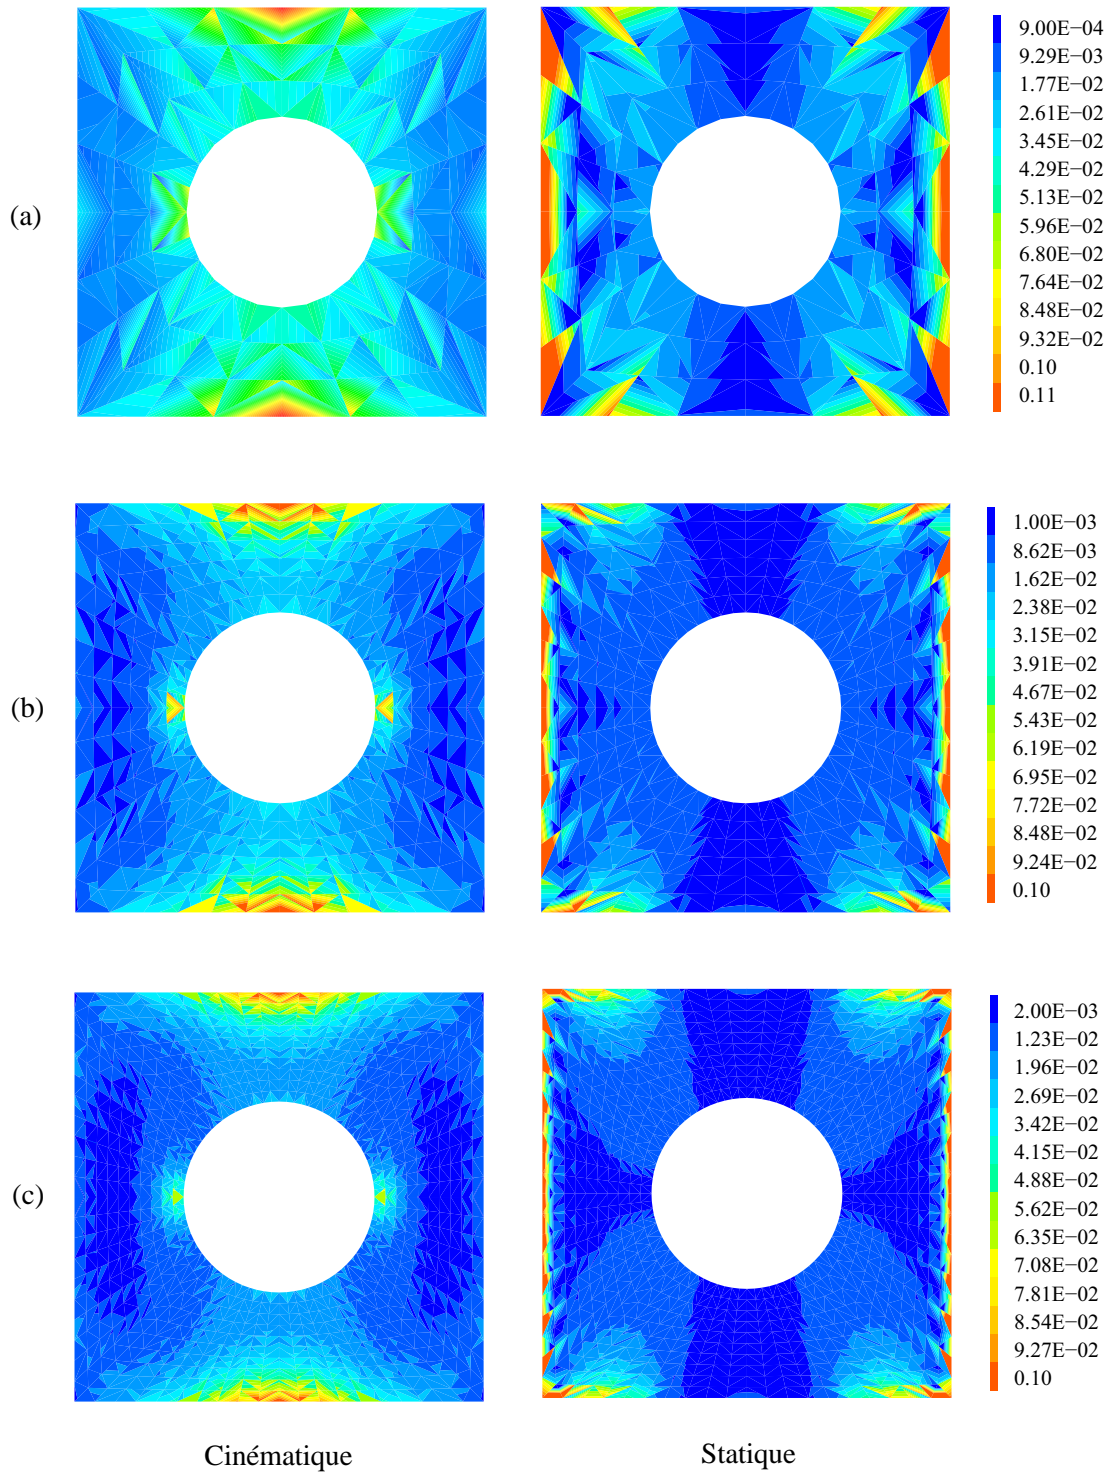 (a)
9.00E−04
9.29E−03
1.77E−02
2.61E−02
3.45E−02
4.29E−02
5.13E−02
5.96E−02
6.80E−02
7.64E−02
8.48E−02
9.32E−02
0.10
0.11
(b)
1.00E−03
8.62E−03
1.62E−02
2.38E−02
3.15E−02
3.91E−02
4.67E−02
5.43E−02
6.19E−02
6.95E−02
7.72E−02
8.48E−02
9.24E−02
0.10
(c)
2.00E−03
1.23E−02
1.96E−02
2.69E−02
3.42E−02
4.15E−02
4.88E−02
5.62E−02
6.35E−02
7.08E−02
7.81E−02
8.54E−02
9.27E−02
0.10
Cinématique
Statique